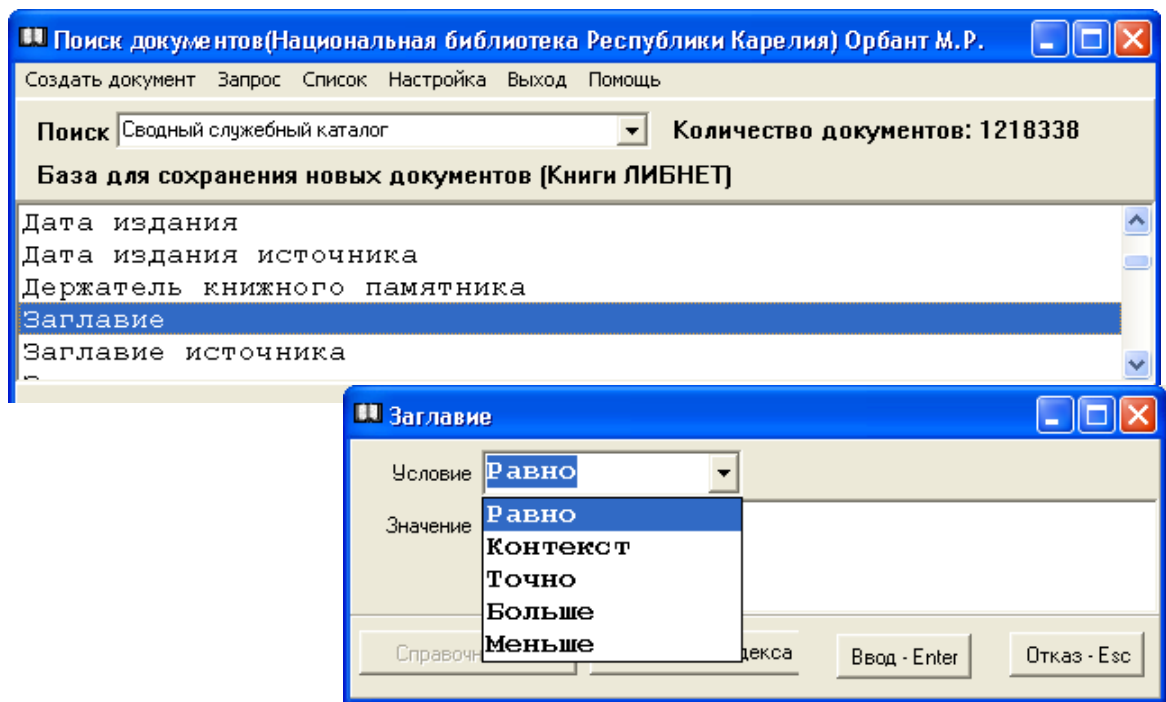 Поиск документов(Национальная библиотека Республики Карелия) Орбант М.Р.
Создать документ Запрос Список Настройка Выход Помощь
Поиск Сводный служебный каталог Количество документов: 1218338
База для сохранения новых документов (Книги ЛИБНЕТ)
Дата издания
Дата издания источника
Держатель книжного памятника
Заглавие
Заглавие источника
Заглавие
Условие Равно
Значение
Равно
Контекст
Точно
Больше
Меньше
Ввод - Enter Отказ - Esc